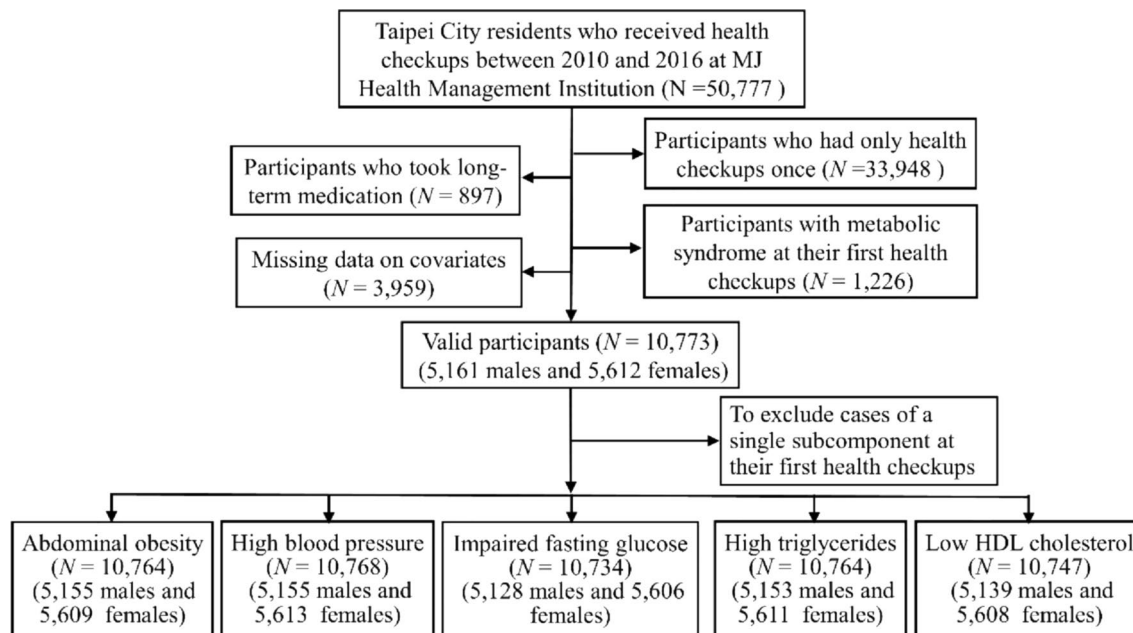 Taipei City residents who received health
checkups between 2010 and 2016 at MJ
Health Management Institution (N =50,777 )
Participants who had only health
checkups once (N =33,948 )
Participants who took long-
term medication (N = 897)
Participants with metabolic
syndrome at their first health
checkups (N = 1,226)
Missing data on covariates
(N = 3,959)
Valid participants (N = 10,773)
(5,161 males and 5,612 females)
To exclude cases of a
single subcomponent at
their first health checkups
Abdominal obesity
(N = 10,764)
(5,155 males and
5,609 females)
High blood pressure
(N = 10,768)
(5,155 males and
5,613 females)
Impaired fasting glucose
(N = 10,734)
(5,128 males and 5,606
females)
High triglycerides
(N = 10,764)
(5,153 males and
5,611 females)
Low HDL cholesterol
(N = 10,747)
(5,139 males and
5,608 females)